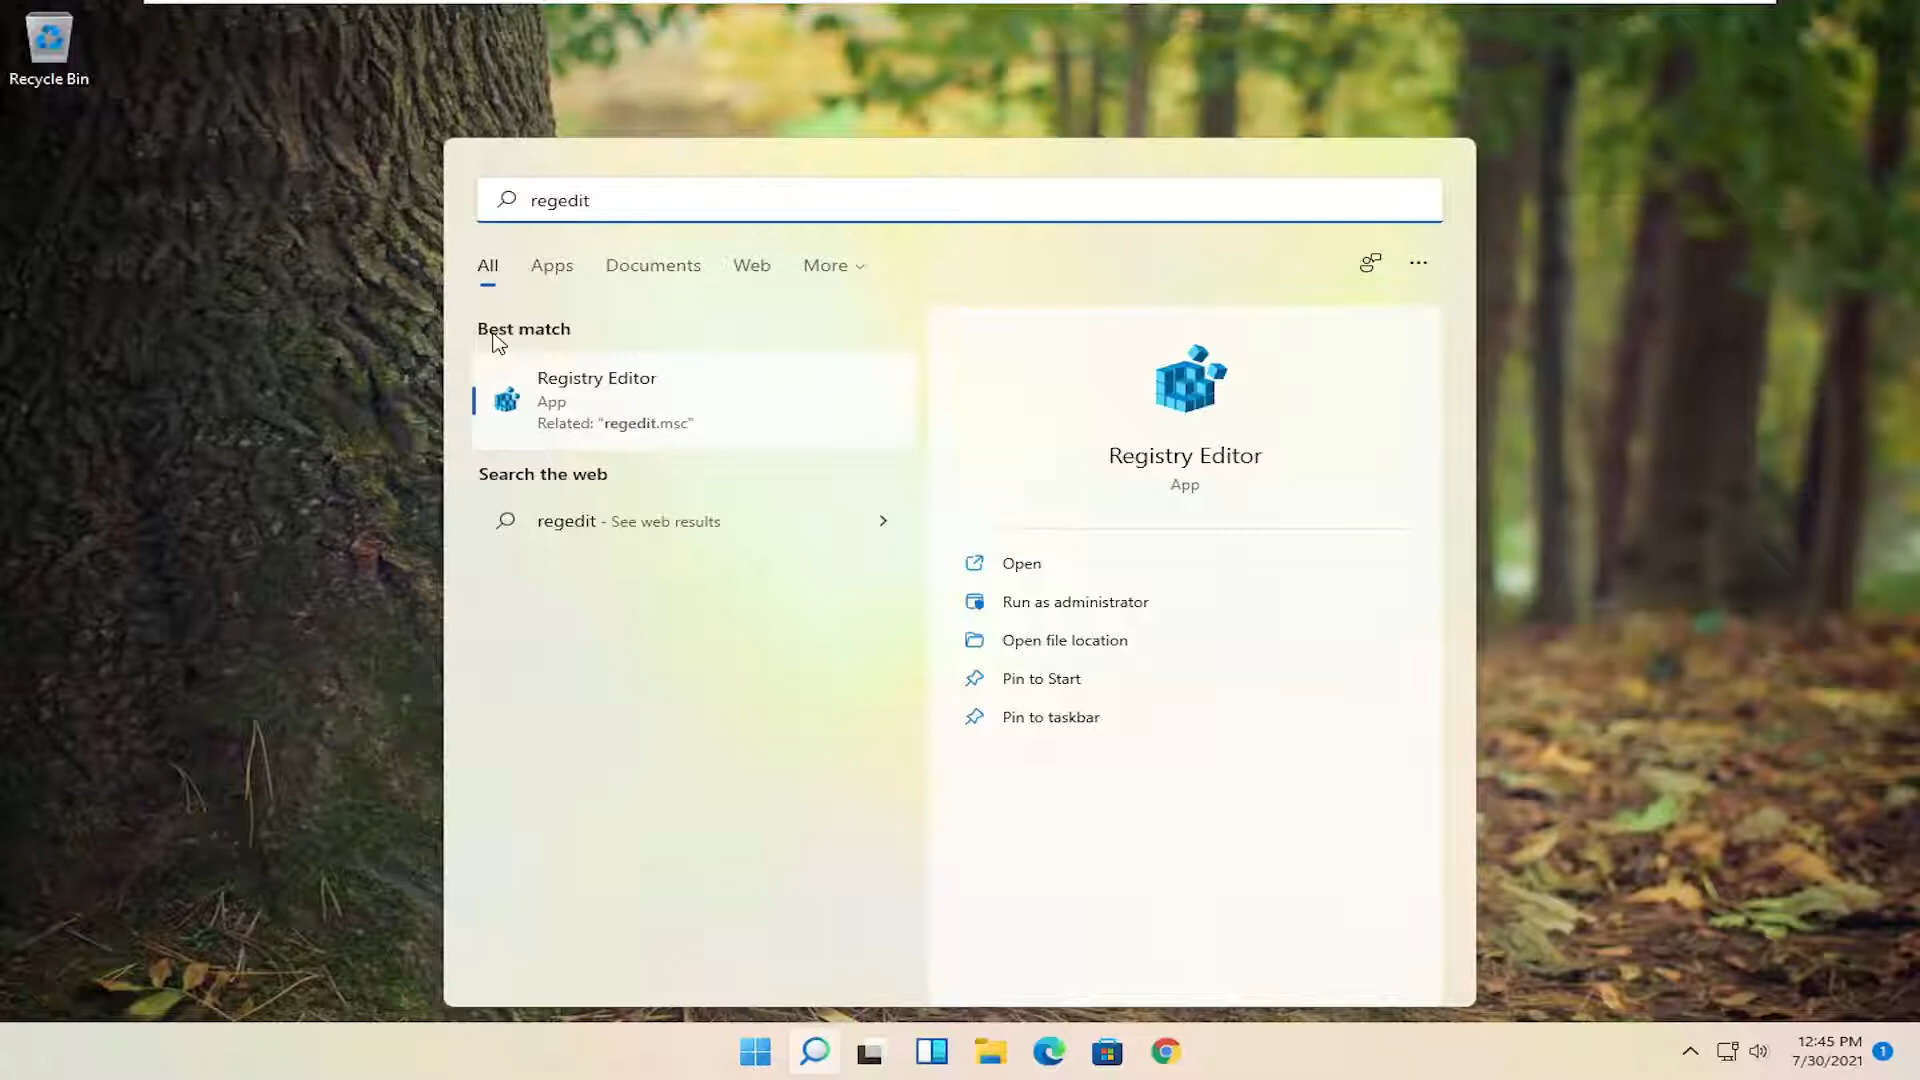 Recycle Bin
regedit
All Apps Documents Web More
Best match
Registry Editor
App
Related: "regedit.msc"
Search the web
regedit - See web results
Registry Editor
App
Open
Run as administrator
Open file location
Pin to Start
Pin to taskbar
12:45 PM
7/30/2021
1